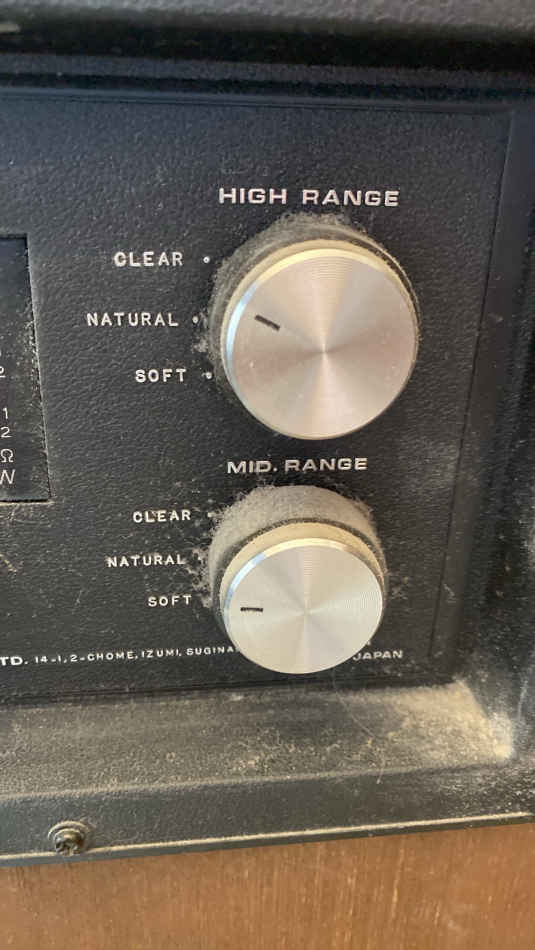 HIGH RANGE
CLEAR
NATURAL
SOFT
2
1
2
Ω
W
MID. RANGE
CLEAR
NATURAL
SOFT
TD. 14-1, 2-CHOME, IZUMI, SUGINA
JAPAN